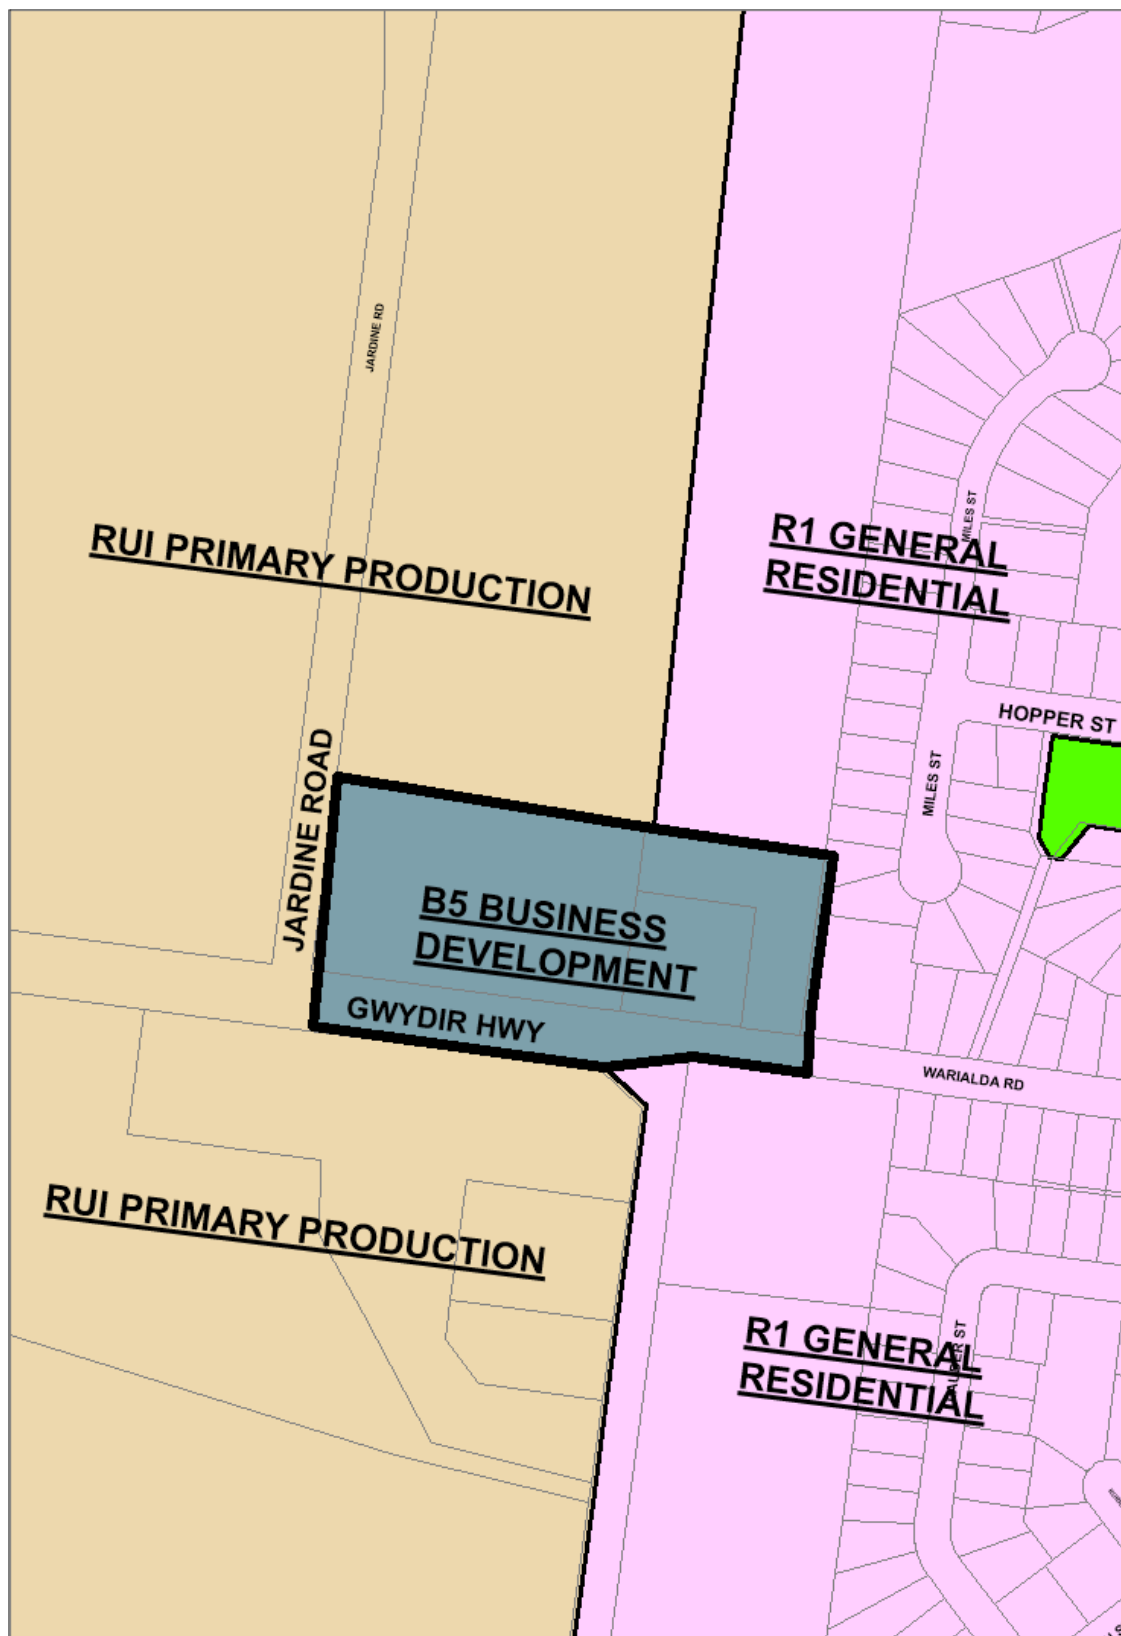 JARDINE RD
RUI PRIMARY PRODUCTION
R1 GENERAL
RESIDENTIAL
MILES ST
HOPPER ST
MILES ST
JARDINE ROAD
B5 BUSINESS
DEVELOPMENT
GWYDIR HWY
WARIALDA RD
RUI PRIMARY PRODUCTION
R1 GENERAL
RESIDENTIAL
ST